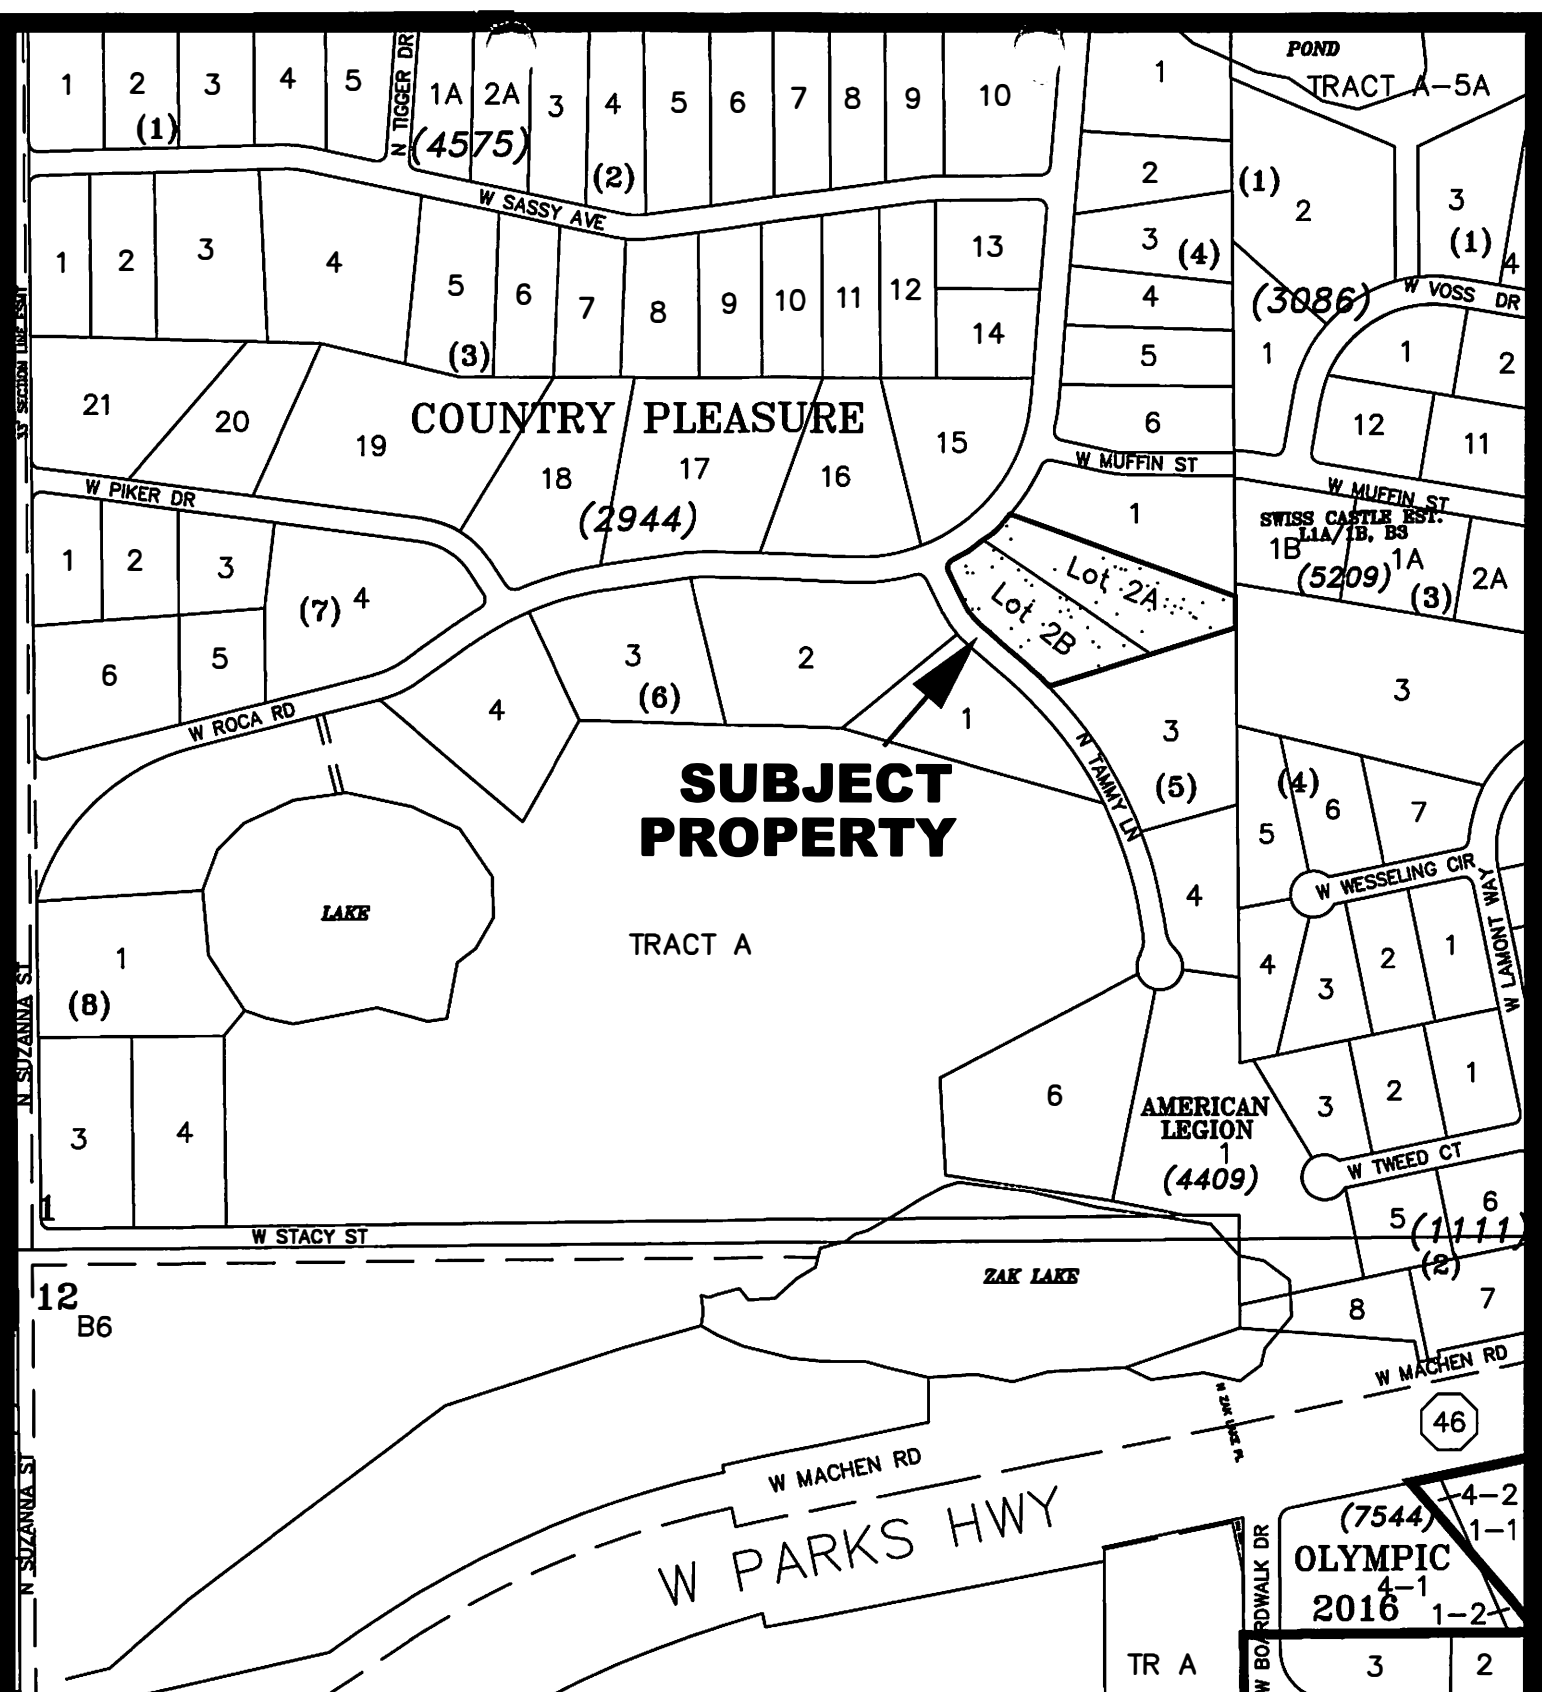 POND
TRACT A-5A
1
2
3
4
5
N TIGGER DR
1A
2A
3
4
5
6
7
8
9
10
1
(1)
(4575)
(2)
2
(1)
2
3
W SASSY AVE
3
(4)
(1)
4
1
2
3
4
5
6
7
8
9
10
11
12
13
14
4
(3086)
W VOSS DR
5
1
1
2
(3)
33' SECTION LINE ESMT
21
20
19
COUNTRY PLEASURE
18
17
16
15
6
12
11
W MUFFIN ST
W PIKER DR
(2944)
W MUFFIN ST
1
SWISS CASTLE EST.
L1A/1B, B3
1B
1A
(5209)
(3)
2A
1
2
3
(7)
4
Lot 2A
Lot 2B
6
5
3
(6)
2
3
W ROCA RD
4
1
3
N TAMMY LN
(5)
SUBJECT
PROPERTY
(4)
5
6
7
W WESSELING CIR
LAKE
TRACT A
4
W LAMONT WAY
1
(8)
4
3
2
1
N SUZANNA ST
3
4
6
AMERICAN
LEGION
1
(4409)
3
2
1
W TWEED CT
1
W STACY ST
5
6
(1111)
(2)
12
B6
ZAK LAKE
8
7
W MACHEN RD
N ZAK LAKE PL
46
W MACHEN RD
N SUZANNA ST
W PARKS HWY
(7544)
4-2
1-1
OLYMPIC
2016
4-1
1-2
W BOARDWALK DR
TR A
3
2